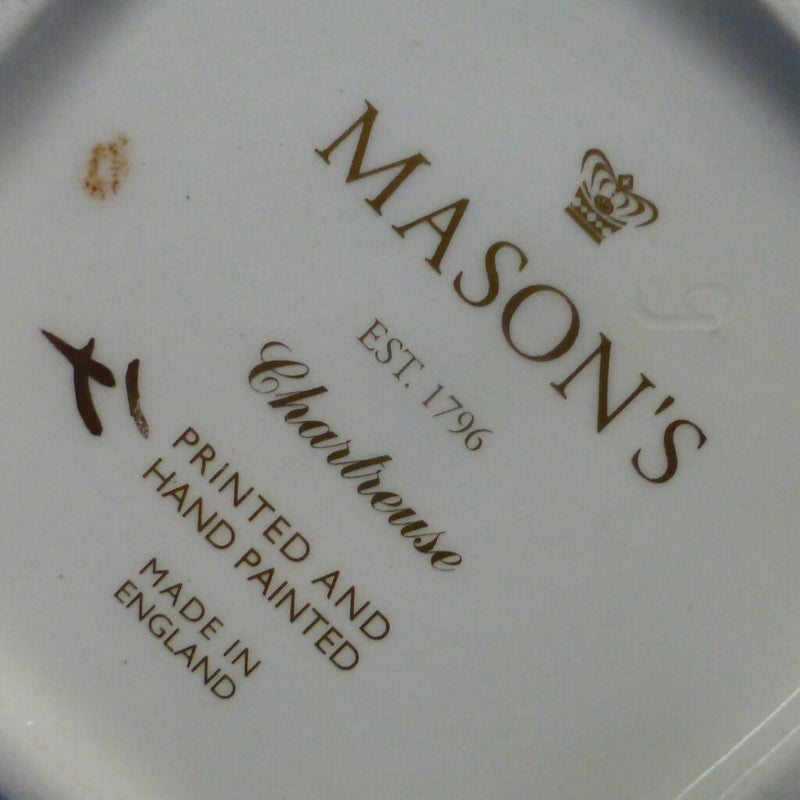 MASON'S
EST. 1796
Chartreuse
PRINTED AND
HAND PAINTED
MADE IN
ENGLAND